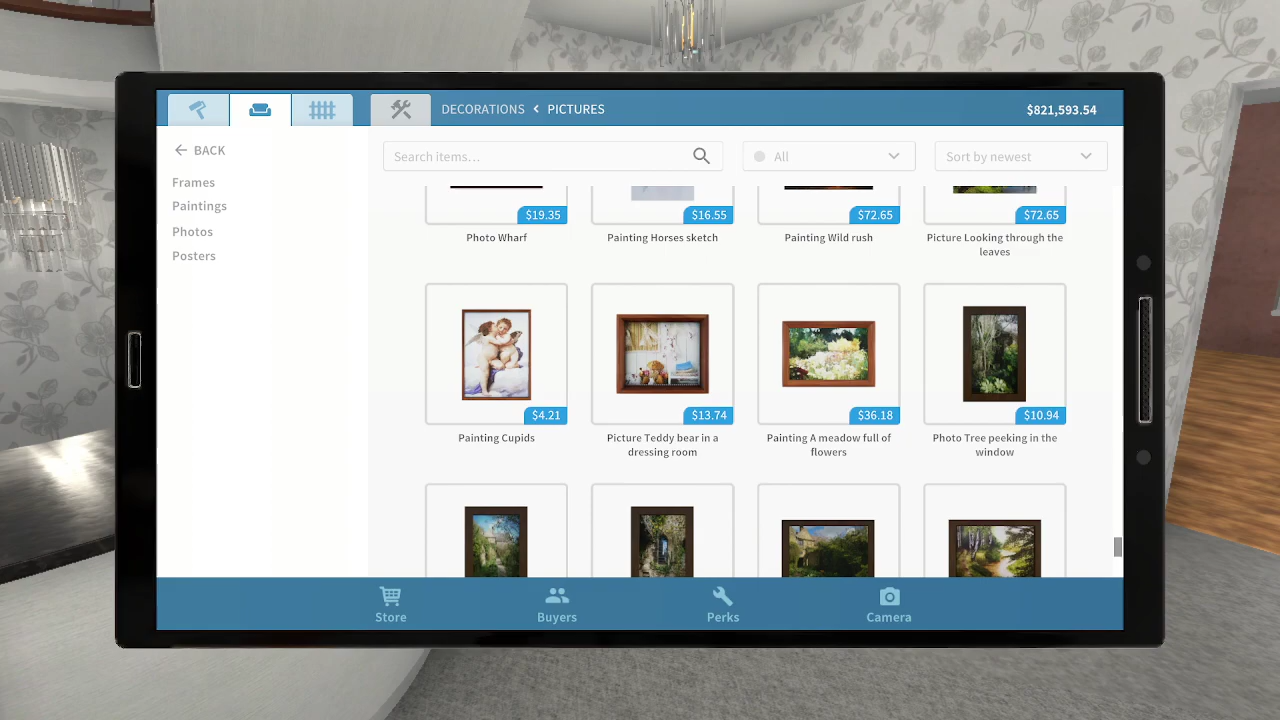 DECORATIONS < PICTURES
$821,593.54
BACK
Search items...
All
Sort by newest
Frames
Paintings
Photos
Posters
$19.35
$16.55
$72.65
$72.65
Photo Wharf
Painting Horses sketch
Painting Wild rush
Picture Looking through the
leaves
$4.21
$13.74
$36.18
$10.94
Painting Cupids
Picture Teddy bear in a
dressing room
Painting A meadow full of
flowers
Photo Tree peeking in the
window
Store
Buyers
Perks
Camera